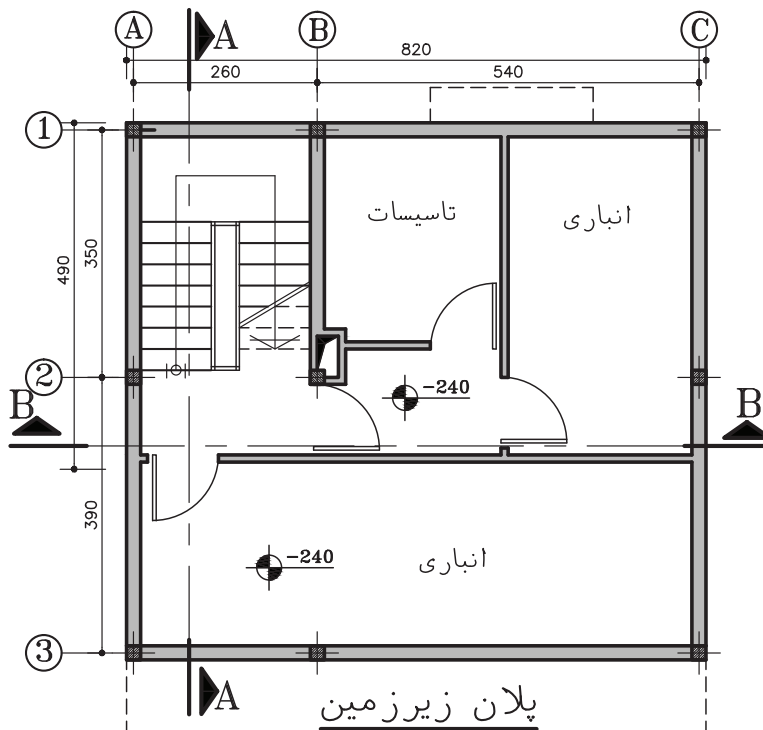 A B C
A
820
260 540
1
تاسیسات انباری
350
490
2
-240
B B
390
-240 انباری
3
A
پلان زیرزمین